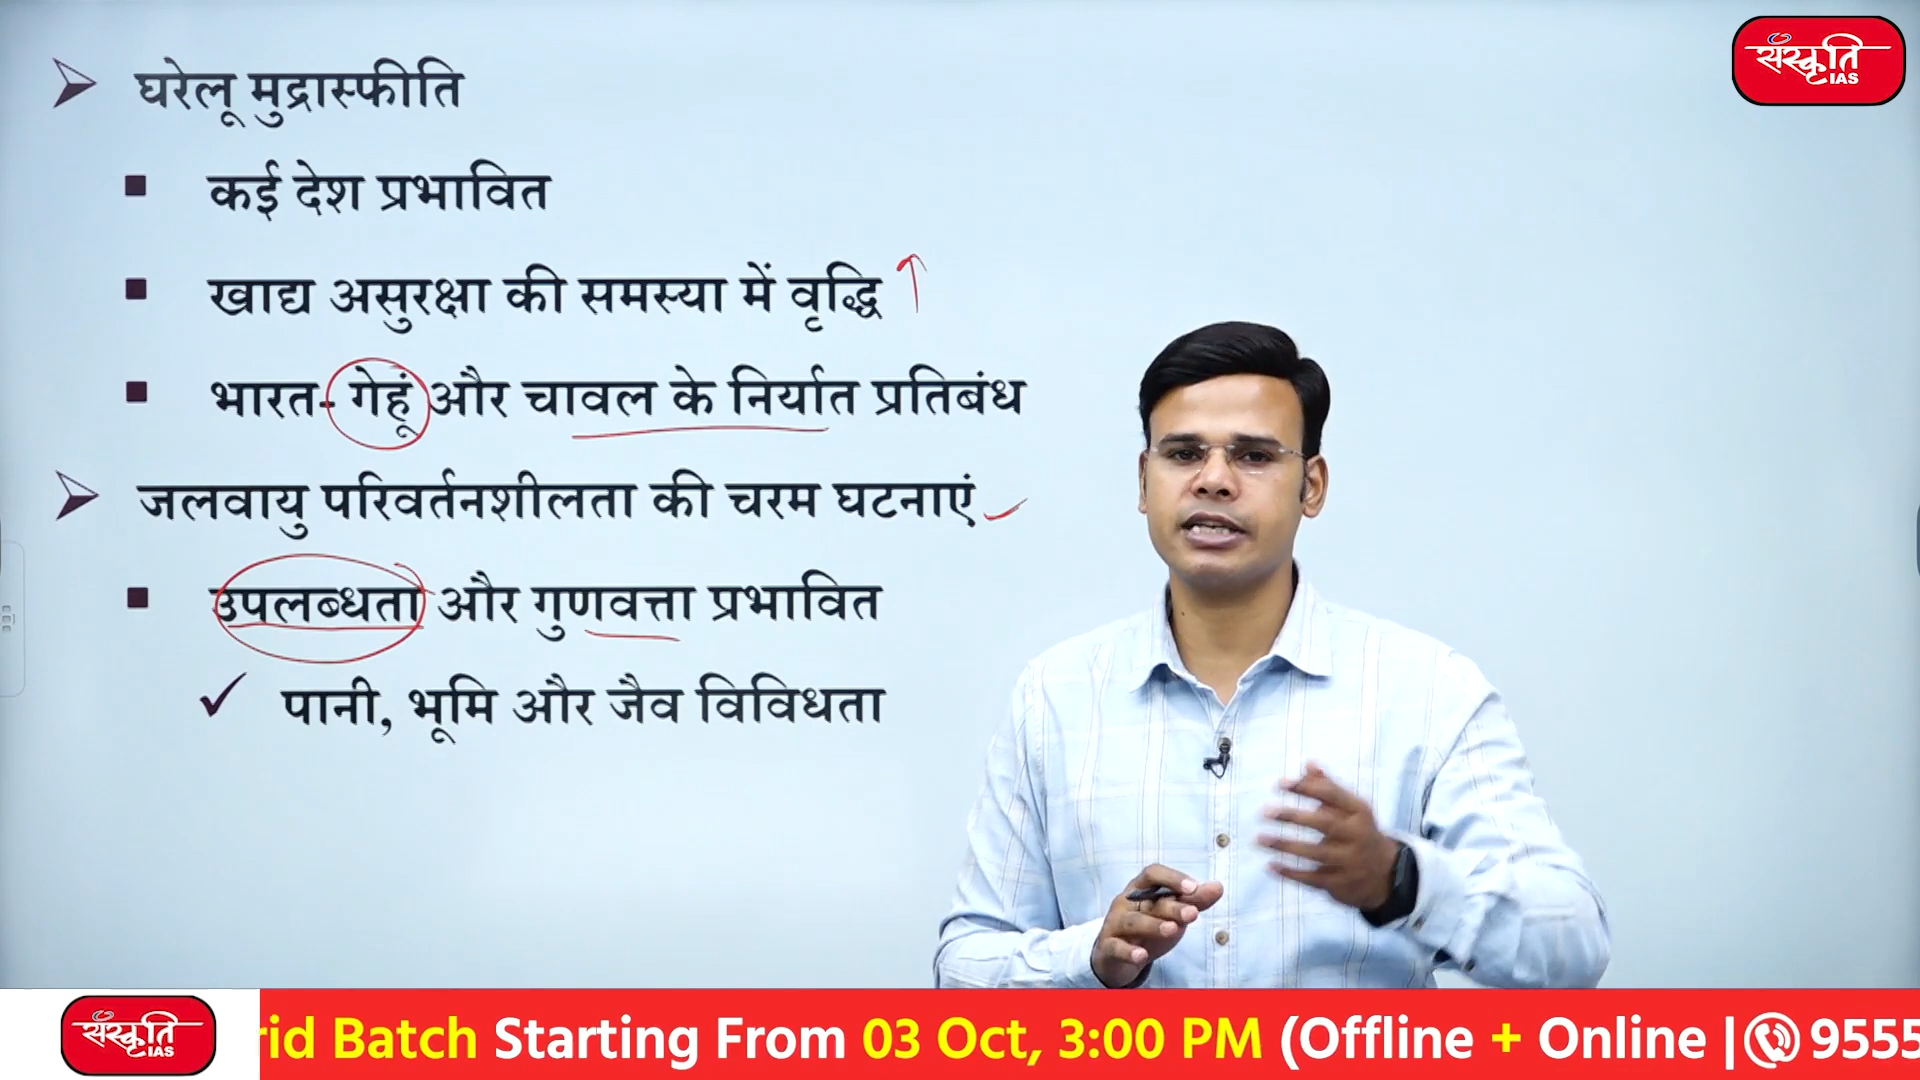 संस्कृति
IAS
घरेलू मुद्रास्फीति
कई देश प्रभावित
खाद्य असुरक्षा की समस्या में वृद्धि
भारत- गेहूं और चावल के निर्यात प्रतिबंध
जलवायु परिवर्तनशीलता की चरम घटनाएं
उपलब्धता और गुणवत्ता प्रभावित
पानी, भूमि और जैव विविधता
संस्कृति
IAS
rid Batch Starting From 03 Oct, 3:00 PM (Offline + Online | 9555